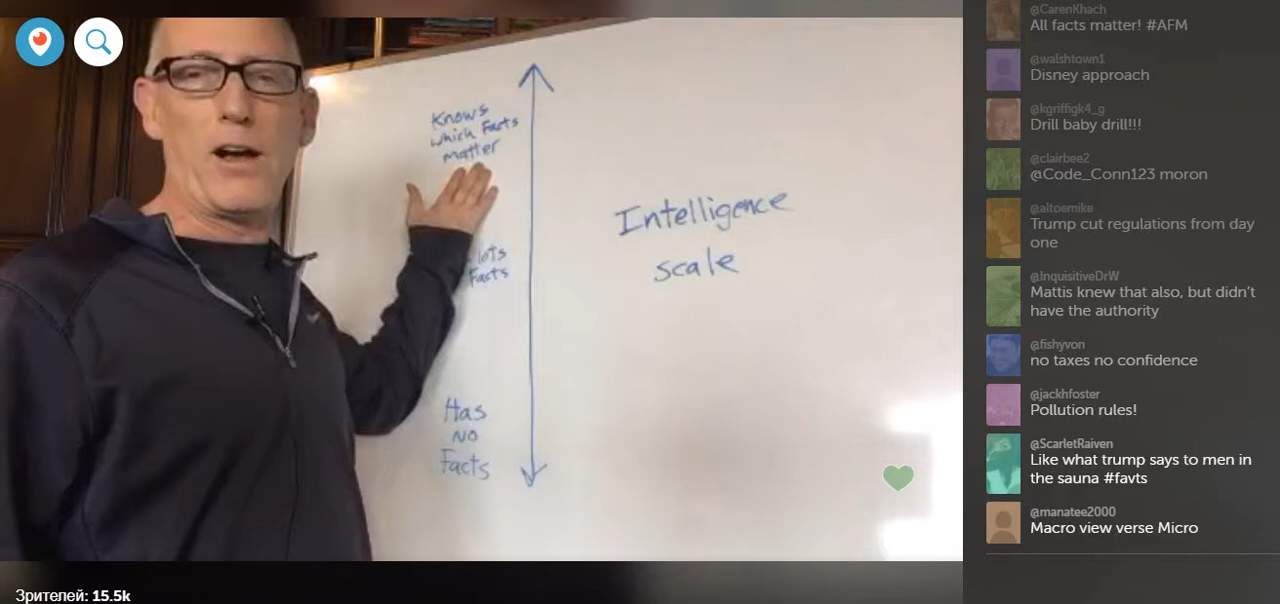 Knows
which Facts
matter
lots
Facts
Has
no
Facts
Intelligence
scale
@CarenKhach
All facts matter! #AFM
@walshtown1
Disney approach
@kgriffigk4_g
Drill baby drill!!!
@clairbee2
@Code_Conn123 moron
@altoemike
Trump cut regulations from day
one
@InquisitiveDrW
Mattis knew that also, but didn't
have the authority
@fishyvon
no taxes no confidence
@jackhfoster
Pollution rules!
@ScarletRaiven
Like what trump says to men in
the sauna #favts
@manatee2000
Macro view verse Micro
Зрителей: 15.5k